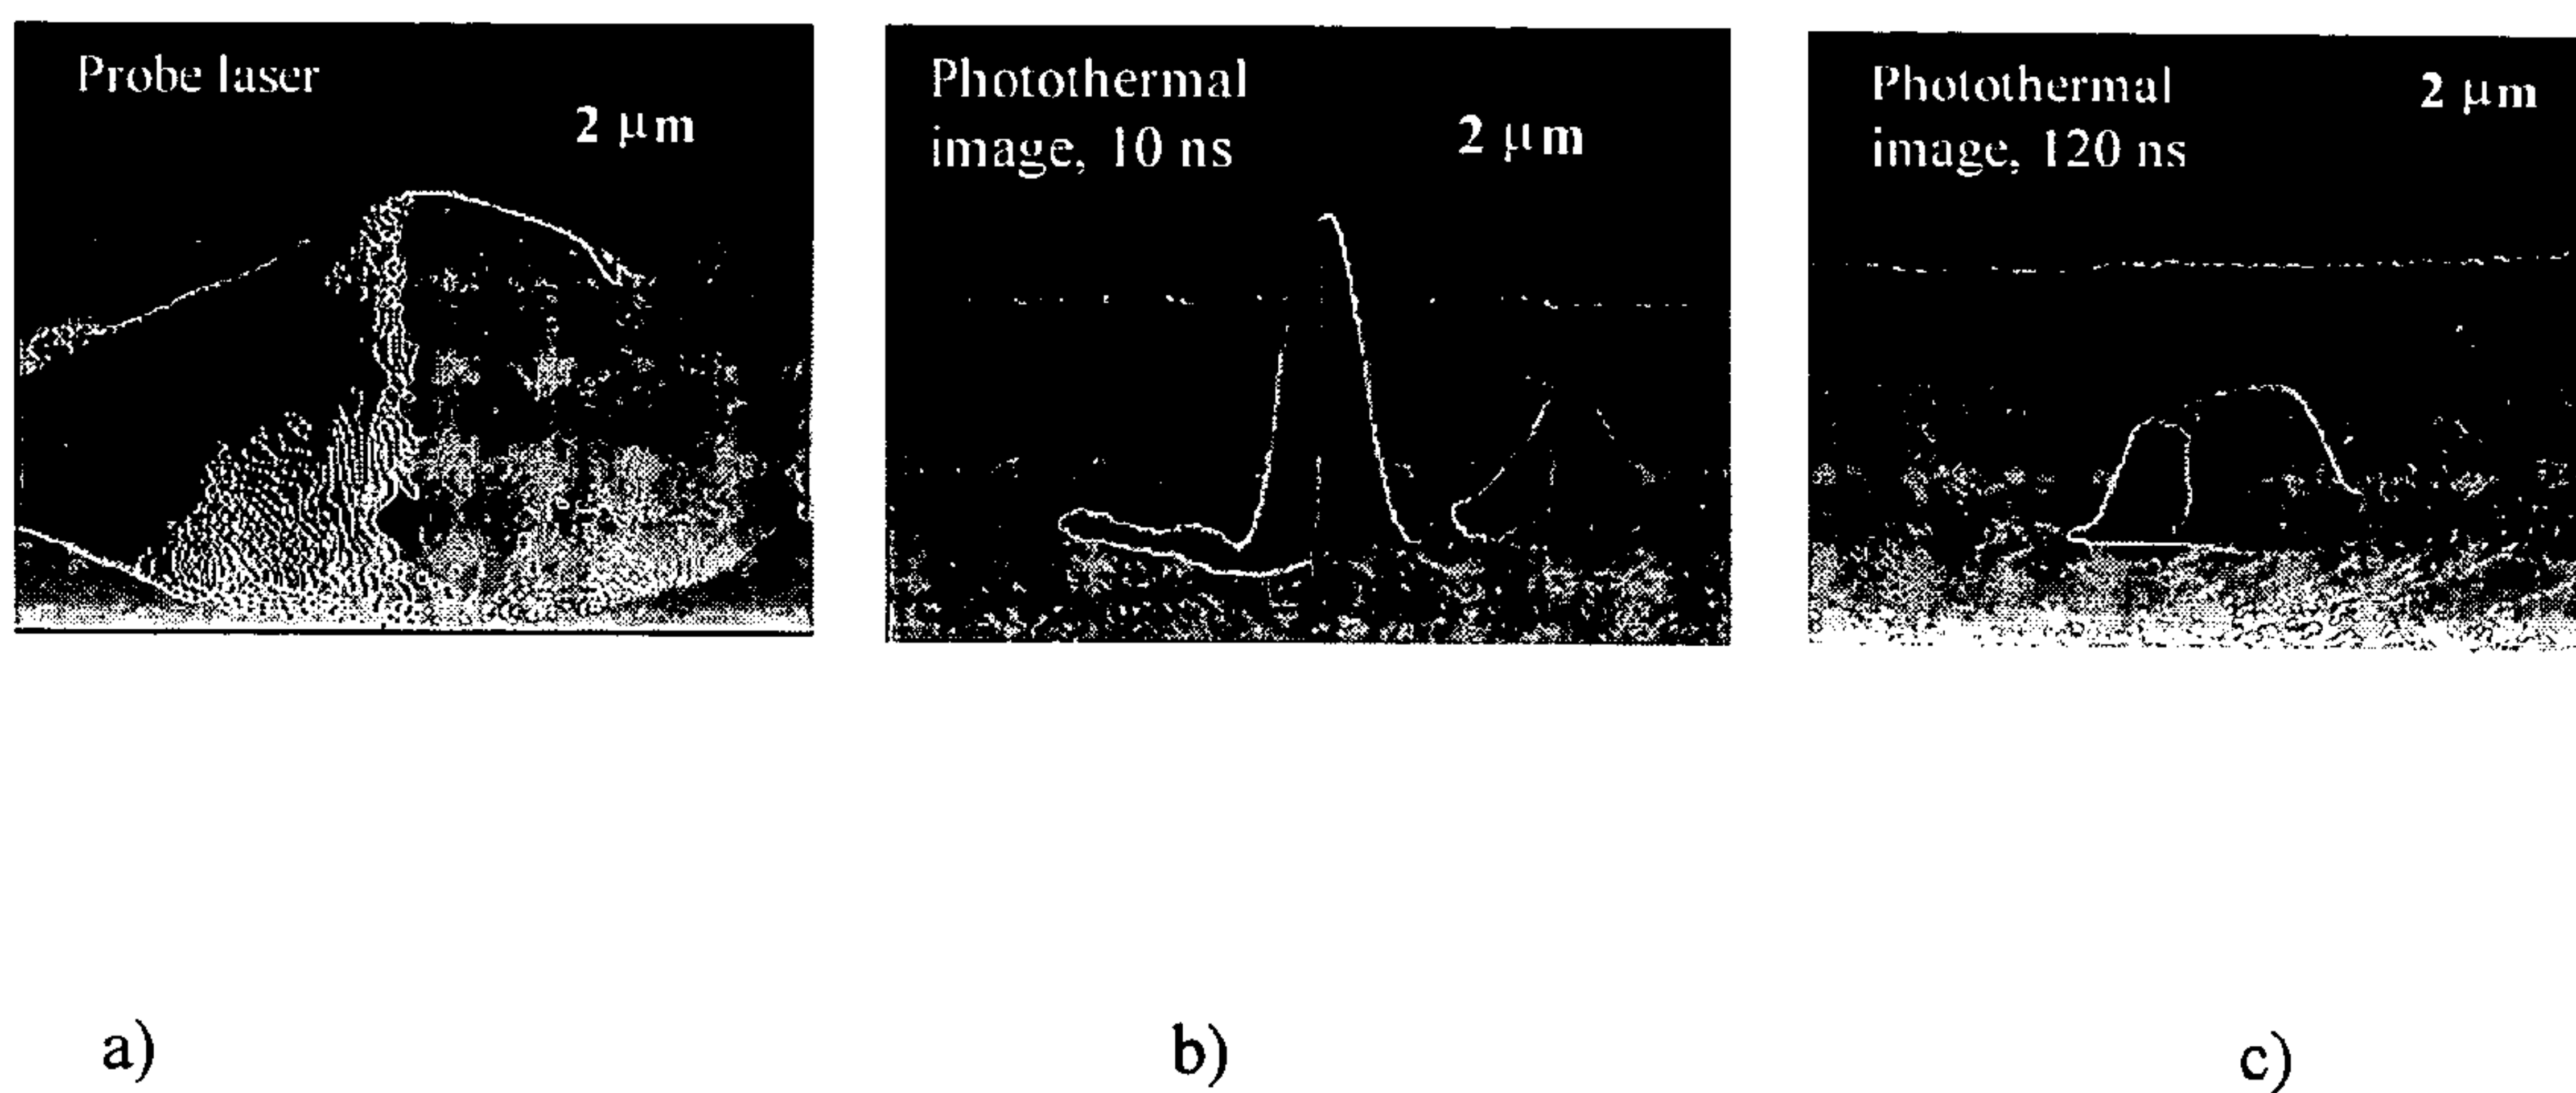 Probe laser
2 μm
Photothermal
image, 10 ns
2 μm
Photothermal
image, 120 ns
2 μm
a)
b)
c)